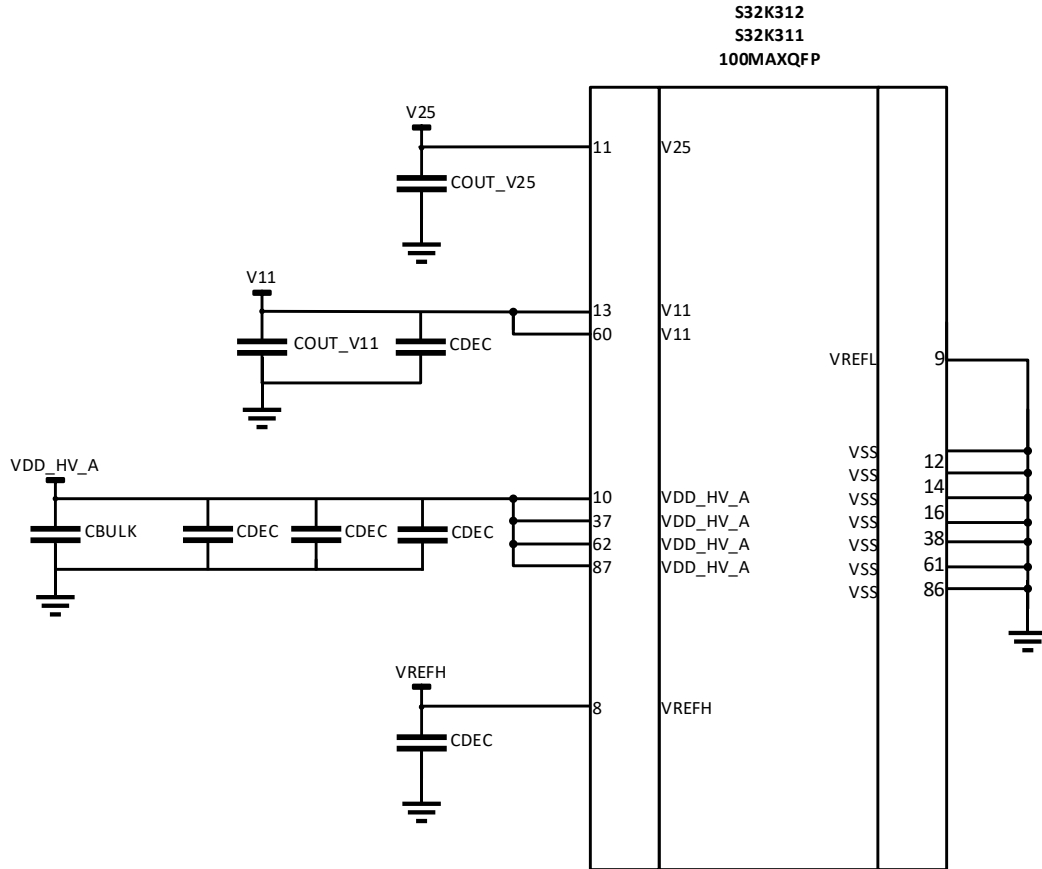 S32K312
S32K311
100MAXQFP
V25
11 V25
COUT_V25
V11
13 V11
60 V11
COUT_V11 CDEC
VREFL 9
VDD_HV_A
10 VDD_HV_A
37 VDD_HV_A
62 VDD_HV_A
87 VDD_HV_A
CBULK CDEC CDEC CDEC
VSS
12
VSS
14
VSS
16
VSS
38
VSS
61
VSS
86
VSS
VREFH
8 VREFH
CDEC